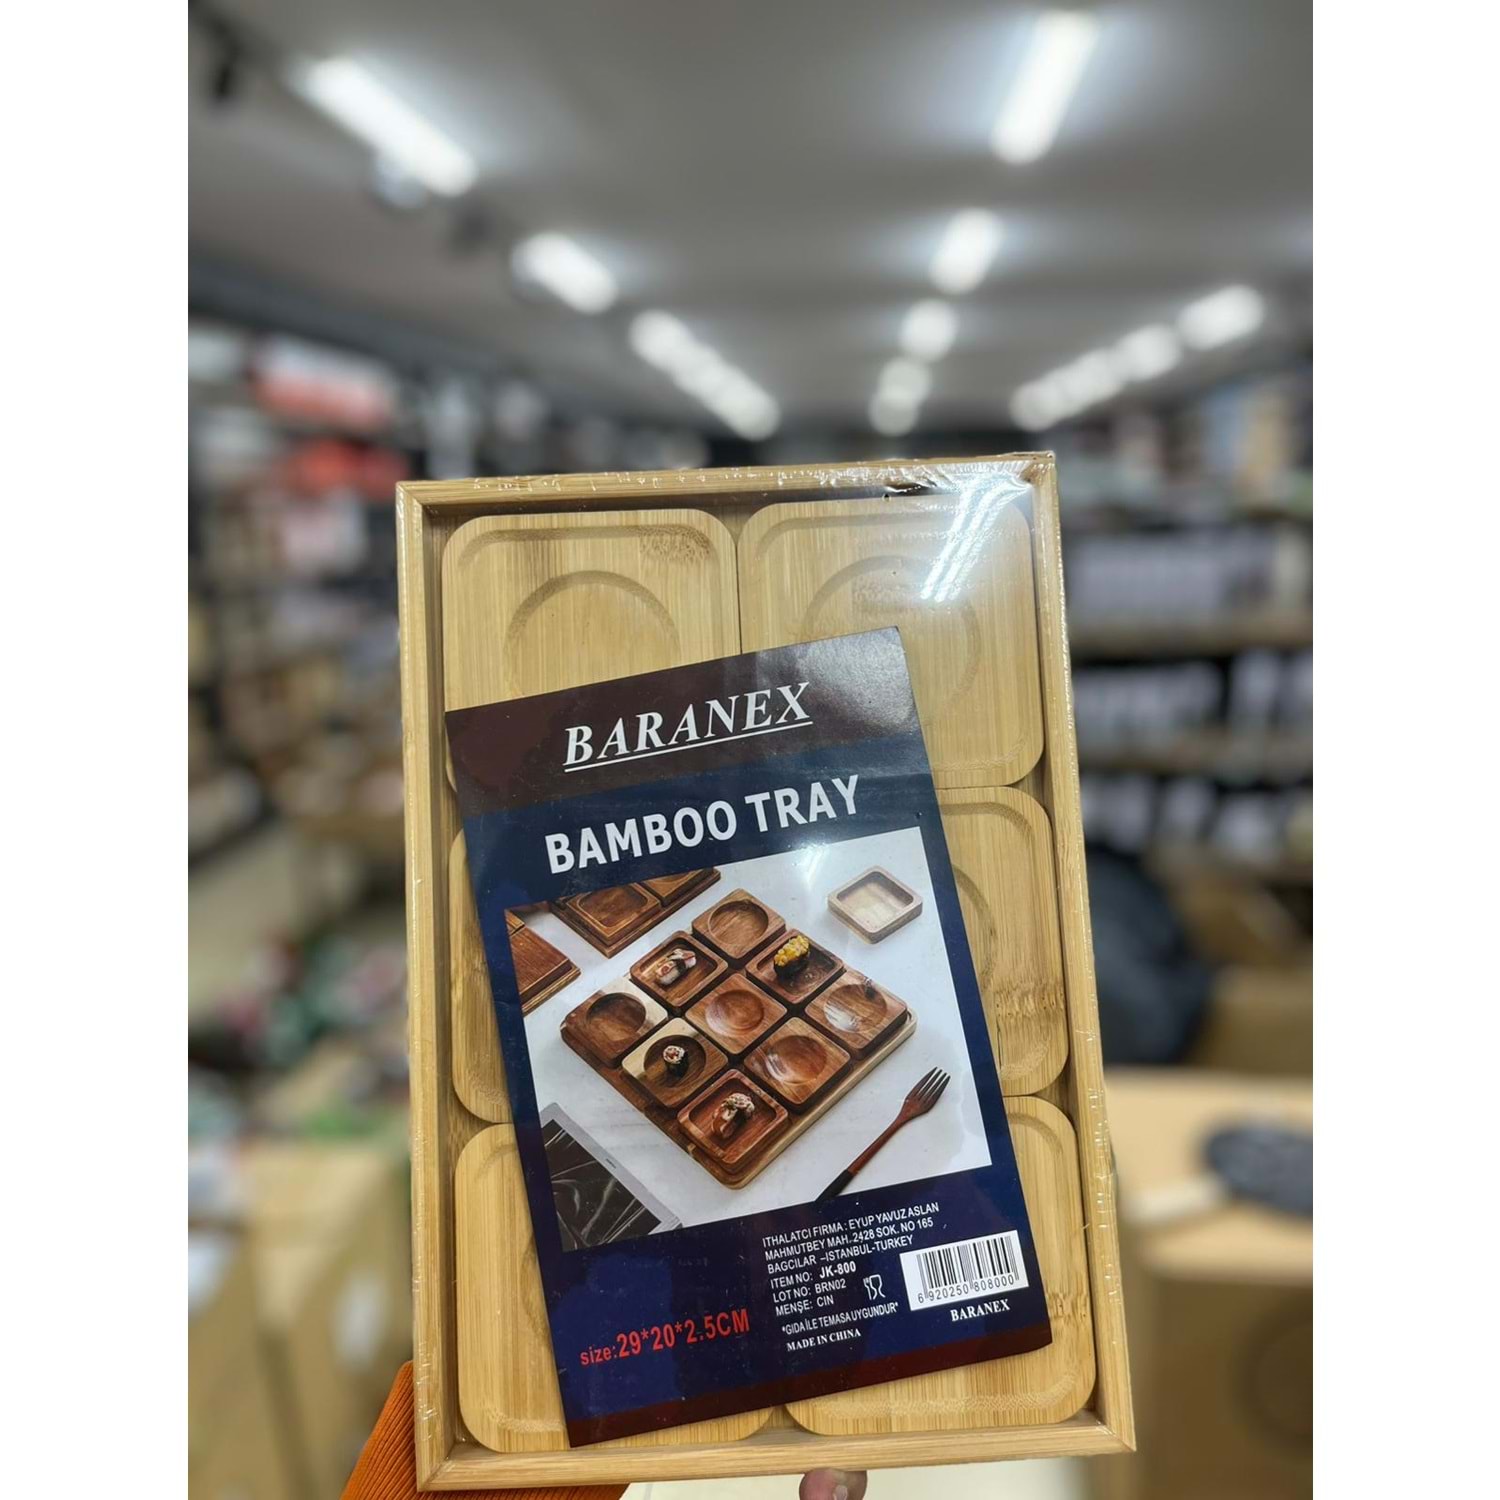 BARANEX
BAMBOO TRAY
ITHALATCI FIRMA : EYUP YAVUZ ASLAN
MAHMUTBEY MAH. 2428 SOK. NO 165
BAGCILAR -ISTANBUL-TURKEY
ITEM NO: JK-800
LOT NO: BRN02
MENŞE: CIN
*GIDA İLE TEMASA UYGUNDUR*
MADE IN CHINA
size:29*20*2.5CM
6 920250 808000
BARANEX